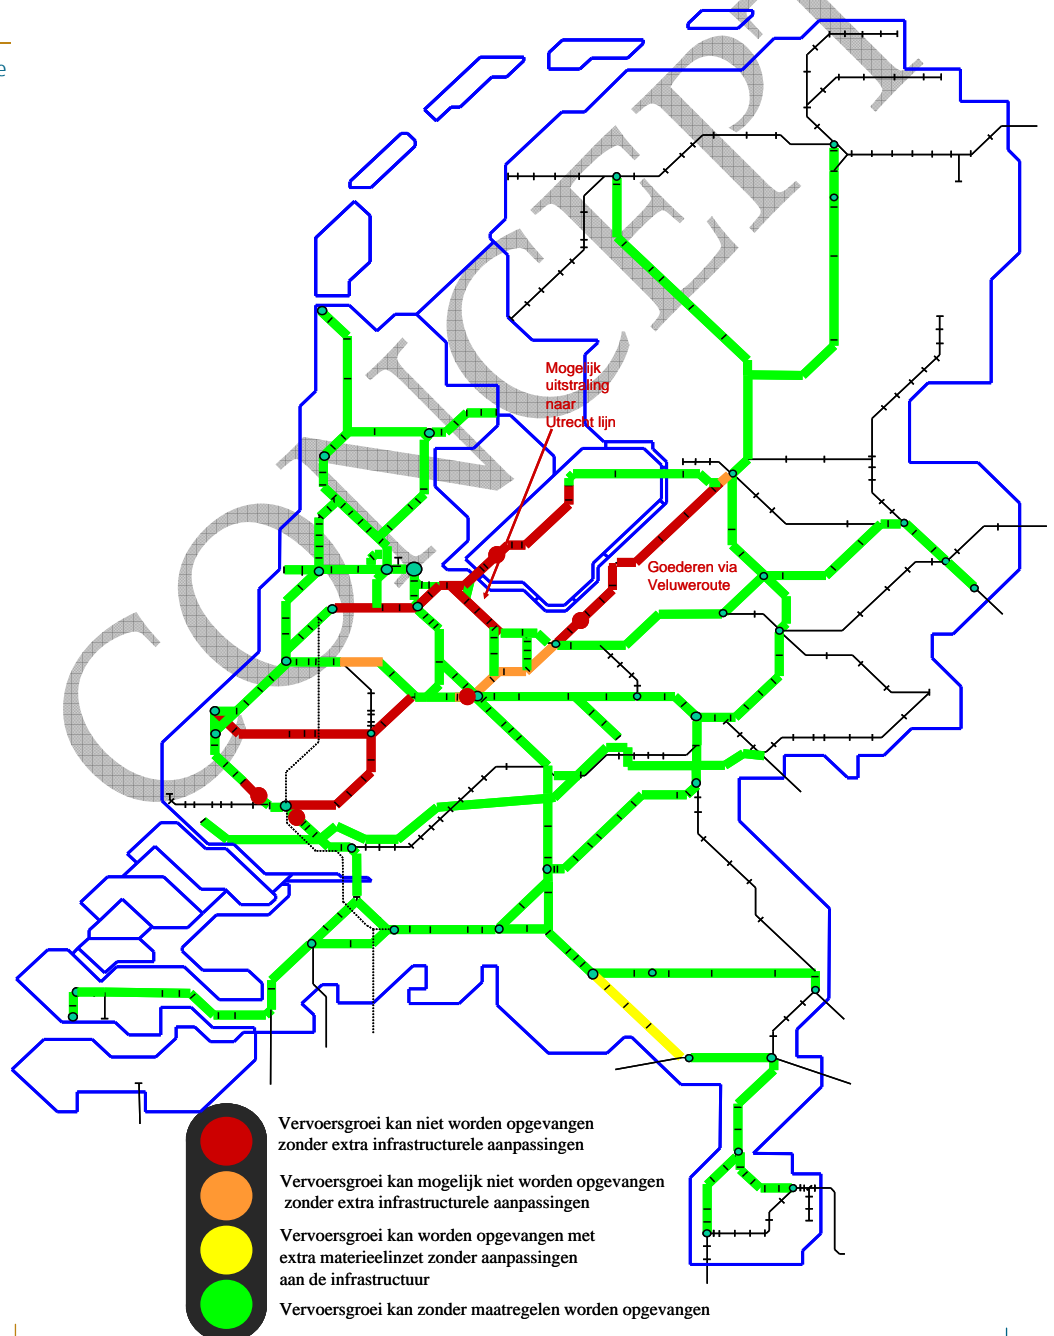 e
CONCEPT
Mogelijk
uitstraling
naar
Utrecht lijn
Goederen via
Veluweroute
Vervoersgroei kan niet worden opgevangen
zonder extra infrastructurele aanpassingen
Vervoersgroei kan mogelijk niet worden opgevangen
zonder extra infrastructurele aanpassingen
Vervoersgroei kan worden opgevangen met
extra materieelinzet zonder aanpassingen
aan de infrastructuur
Vervoersgroei kan zonder maatregelen worden opgevangen